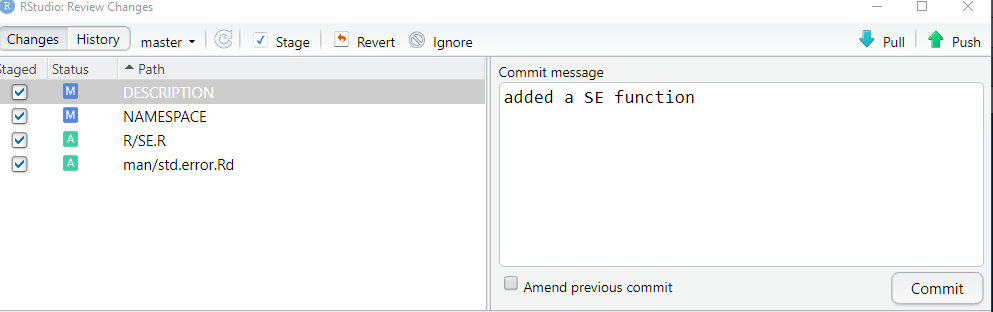 R RStudio: Review Changes
Changes History master Stage Revert Ignore Pull Push
Staged Status Path
M DESCRIPTION
M NAMESPACE
A R/SE.R
A man/std.error.Rd
Commit message
added a SE function
Amend previous commit Commit